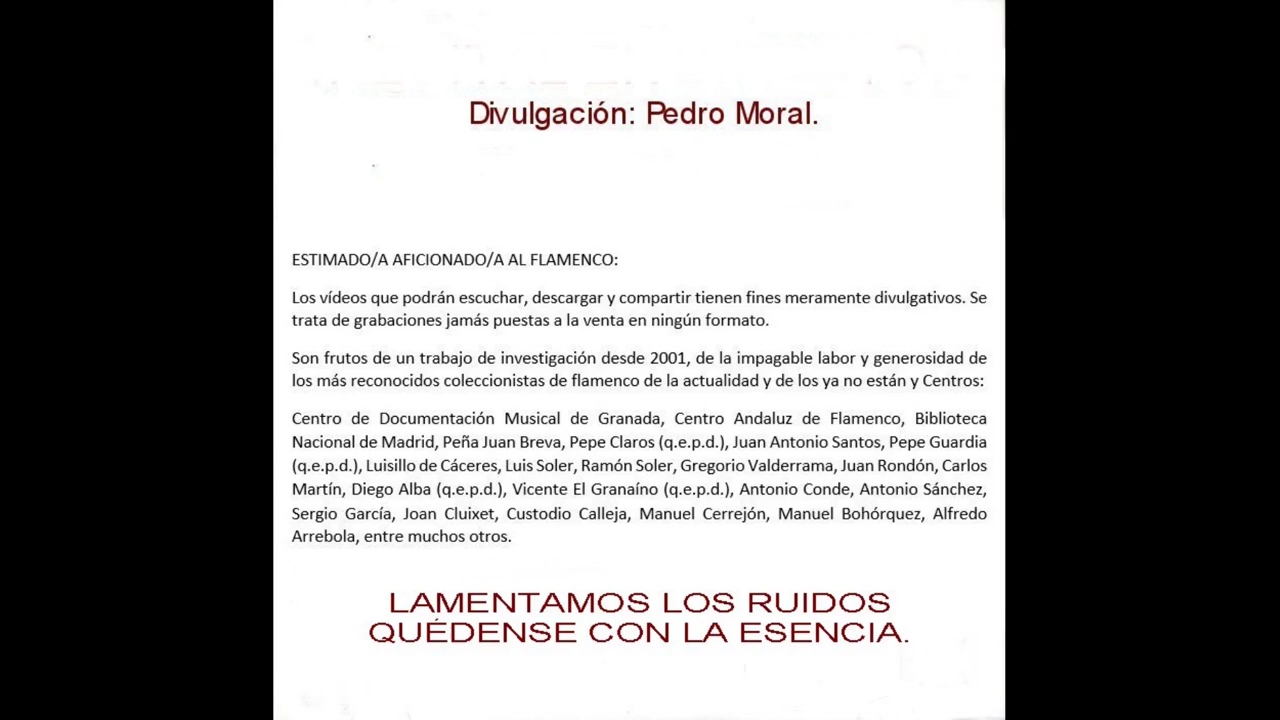 Divulgación: Pedro Moral.
ESTIMADO/A AFICIONADO/A AL FLAMENCO:
Los vídeos que podrán escuchar, descargar y compartir tienen fines meramente divulgativos. Se
trata de grabaciones jamás puestas a la venta en ningún formato.
Son frutos de un trabajo de investigación desde 2001, de la impagable labor y generosidad de
los más reconocidos coleccionistas de flamenco de la actualidad y de los ya no están y Centros:
Centro de Documentación Musical de Granada, Centro Andaluz de Flamenco, Biblioteca
Nacional de Madrid, Peña Juan Breva, Pepe Claros (q.e.p.d.), Juan Antonio Santos, Pepe Guardia
(q.e.p.d.), Luisillo de Cáceres, Luis Soler, Ramón Soler, Gregorio Valderrama, Juan Rondón, Carlos
Martín, Diego Alba (q.e.p.d.), Vicente El Granaíno (q.e.p.d.), Antonio Conde, Antonio Sánchez,
Sergio García, Joan Cluixet, Custodio Calleja, Manuel Cerrejón, Manuel Bohórquez, Alfredo
Arrebola, entre muchos otros.
LAMENTAMOS LOS RUIDOS
QUÉDENSE CON LA ESENCIA.